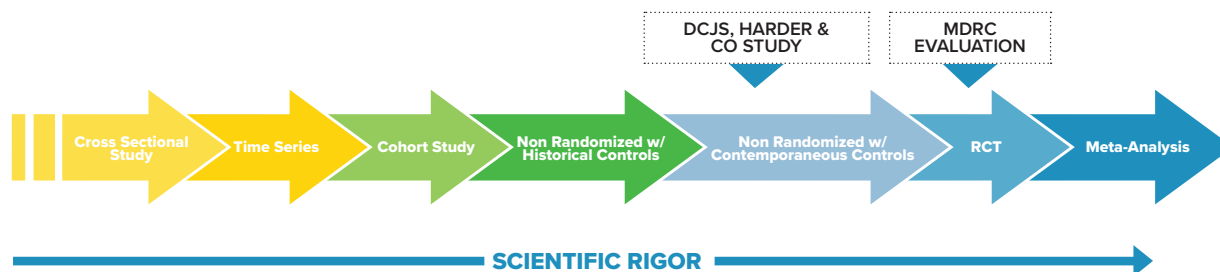 DCJS, HARDER &
CO STUDY
MDRC
EVALUATION
Cross Sectional
Study
Time Series
Cohort Study
Non Randomized w/
Historical Controls
Non Randomized w/
Contemporaneous Controls
RCT
Meta-Analysis
SCIENTIFIC RIGOR